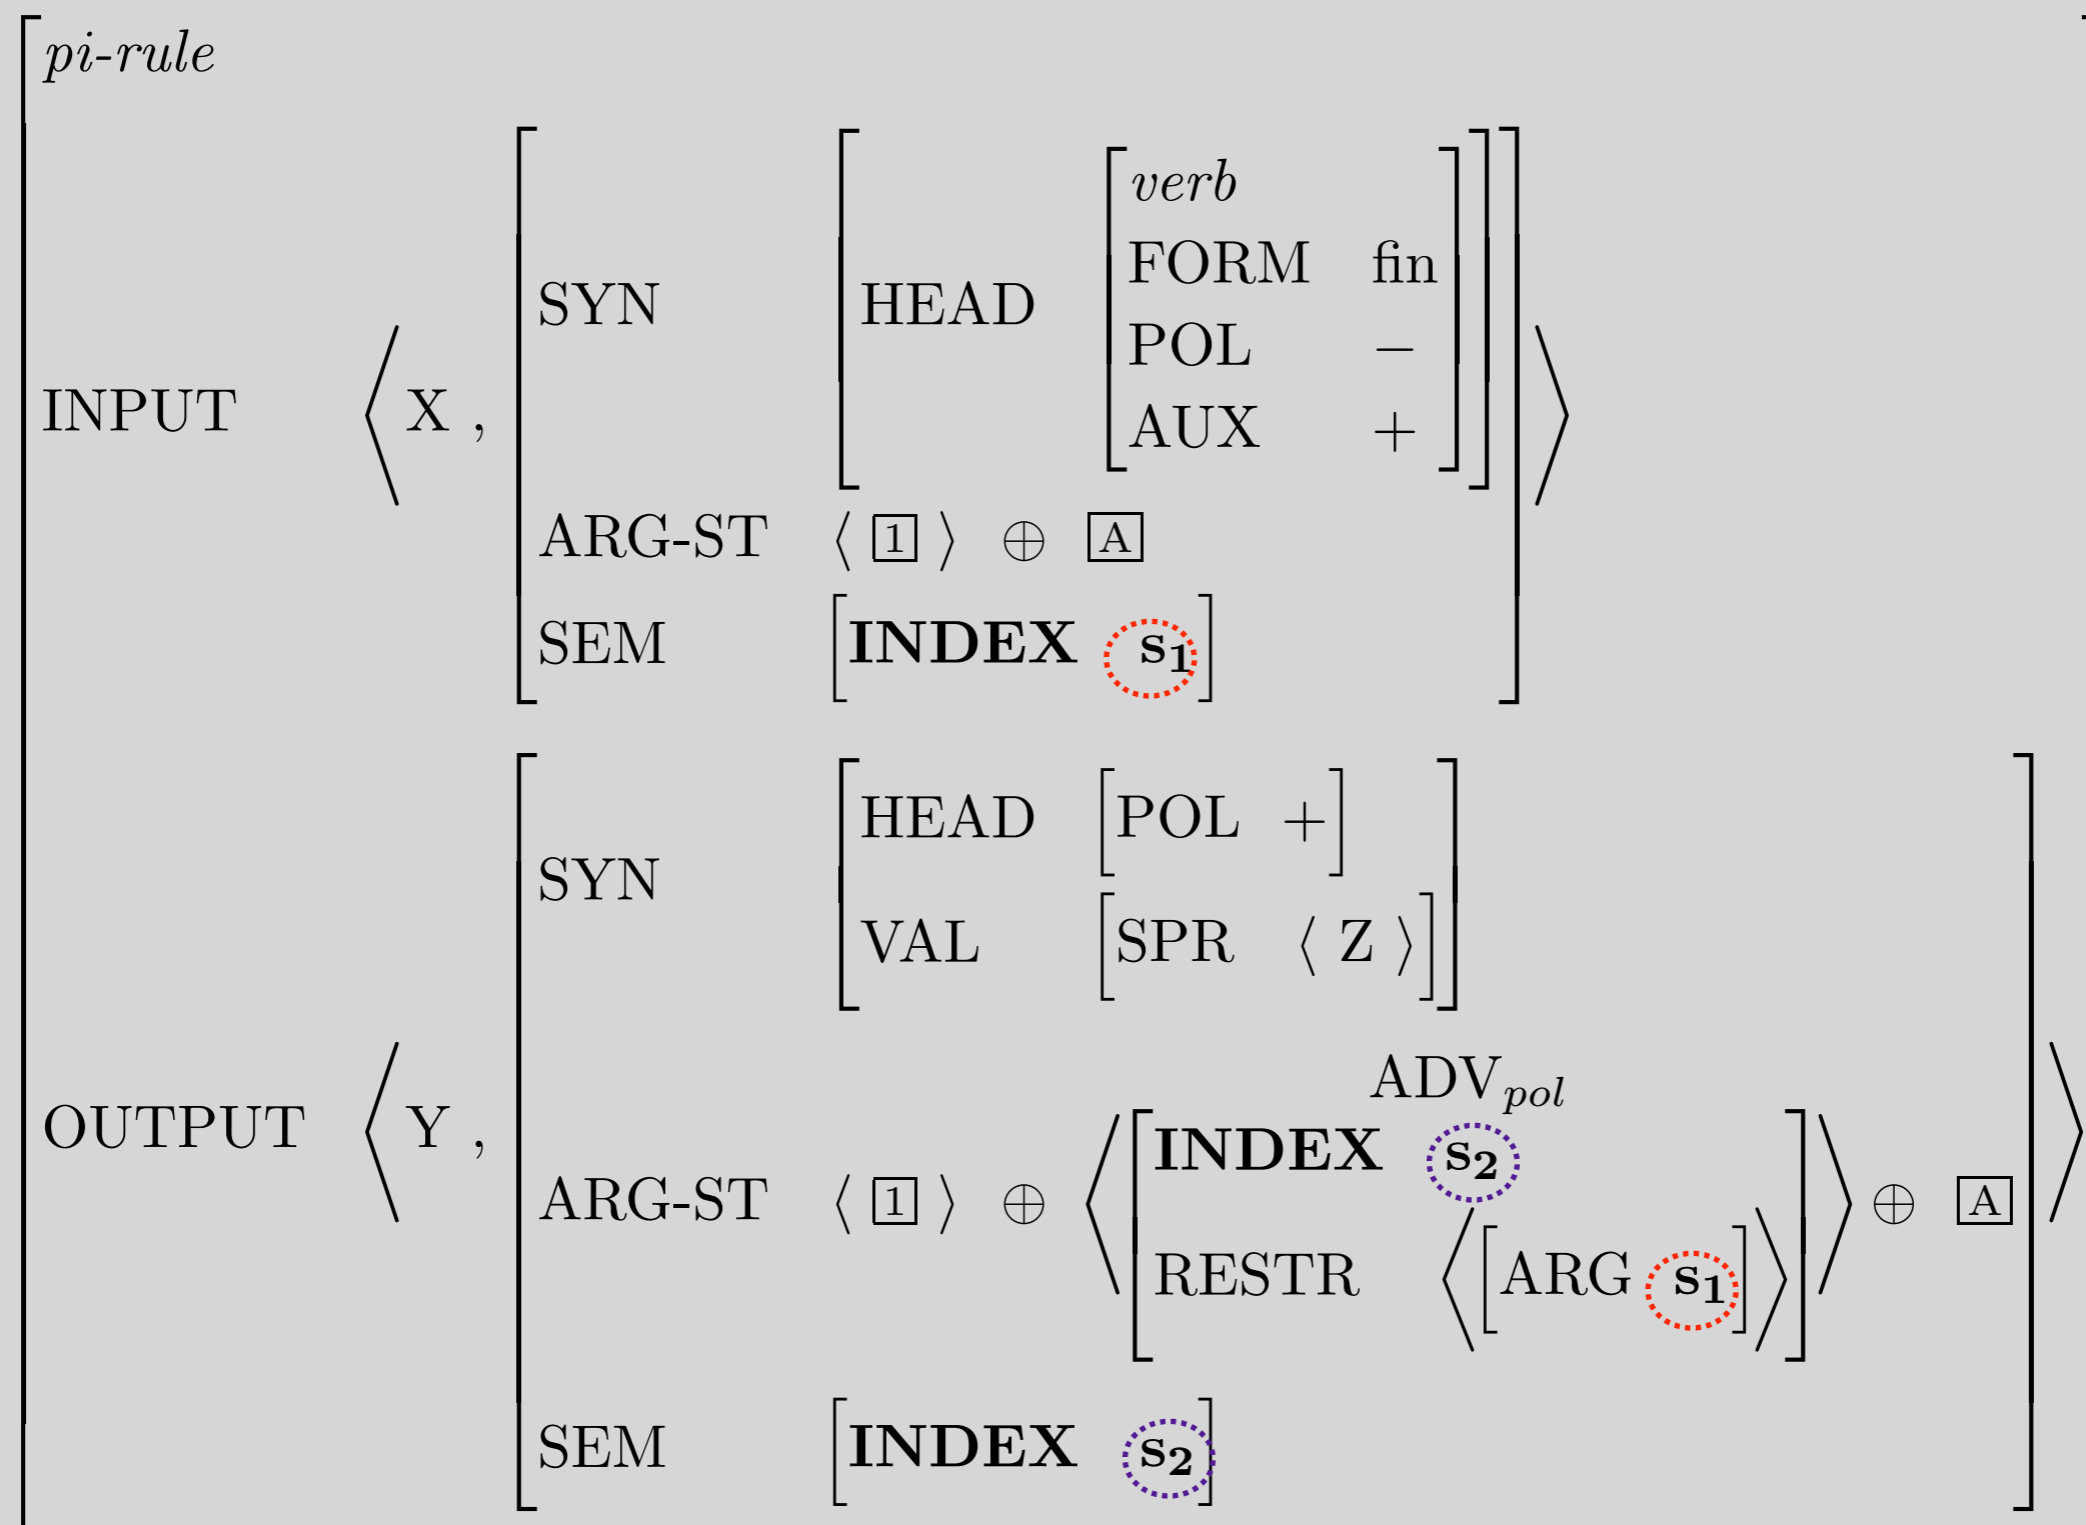 pi-rule
verb
FORM fin
SYN HEAD
POL −
INPUT ⟨ X ,
AUX + ⟩
ARG-ST ⟨ 1 ⟩ ⊕ A
SEM [INDEX s1]
HEAD [POL +]
SYN
VAL [SPR ⟨ Z ⟩]
ADVpol
OUTPUT ⟨ Y , ⟩
INDEX s2
ARG-ST ⟨ 1 ⟩ ⊕ ⟨ ⟩ ⊕ A
RESTR ⟨[ARG s1]⟩
SEM [INDEX s2]